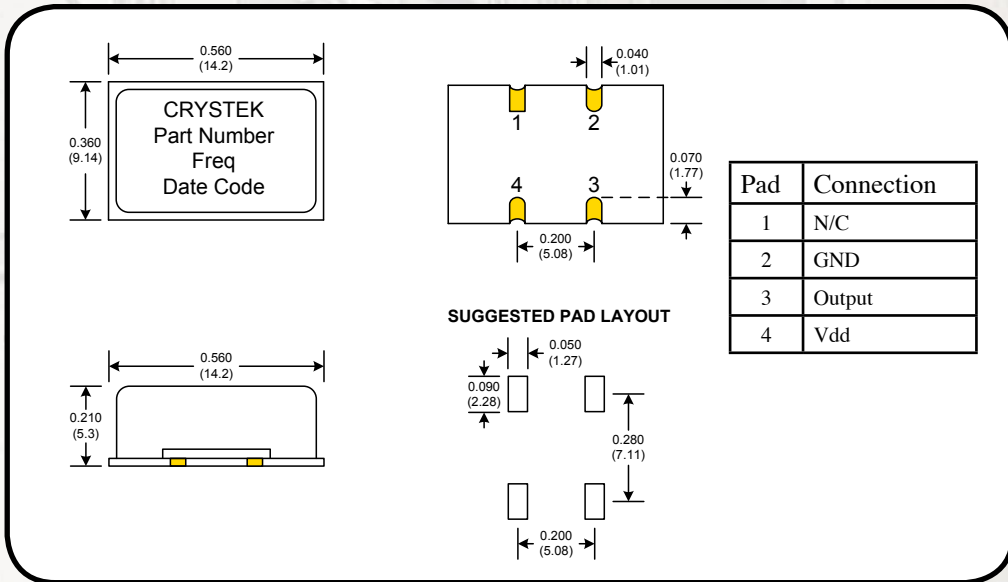 0.560
(14.2)
0.360
(9.14)
CRYSTEK
Part Number
Freq
Date Code
0.040
(1.01)
1 2
4 3
0.070
(1.77)
0.200
(5.08)
Pad Connection
1 N/C
2 GND
3 Output
4 Vdd
0.560
(14.2)
0.210
(5.3)
SUGGESTED PAD LAYOUT
0.050
(1.27)
0.090
(2.28)
0.280
(7.11)
0.200
(5.08)